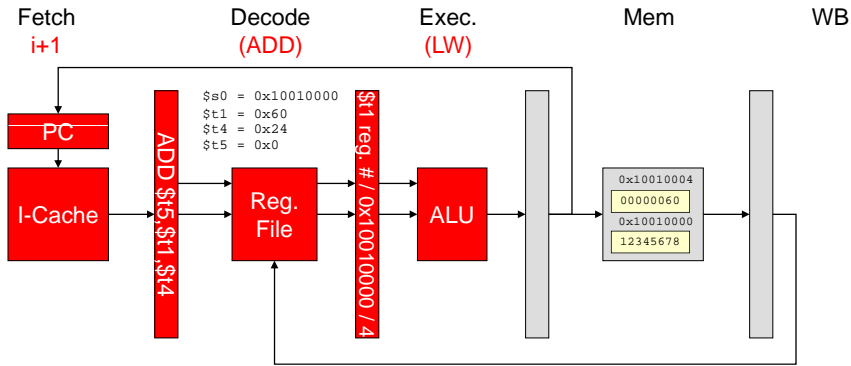 Fetch
Decode
Exec.
Mem
WB
i+1
(ADD)
(LW)
$s0 = 0x10010000
$t1 = 0x60
$t4 = 0x24
$t5 = 0x0
PC
I-Cache
ADD $t5,$t1,$t4
Reg.
File
$t1 reg. # / 0x10010000 / 4
ALU
0x10010004
00000060
0x10010000
12345678